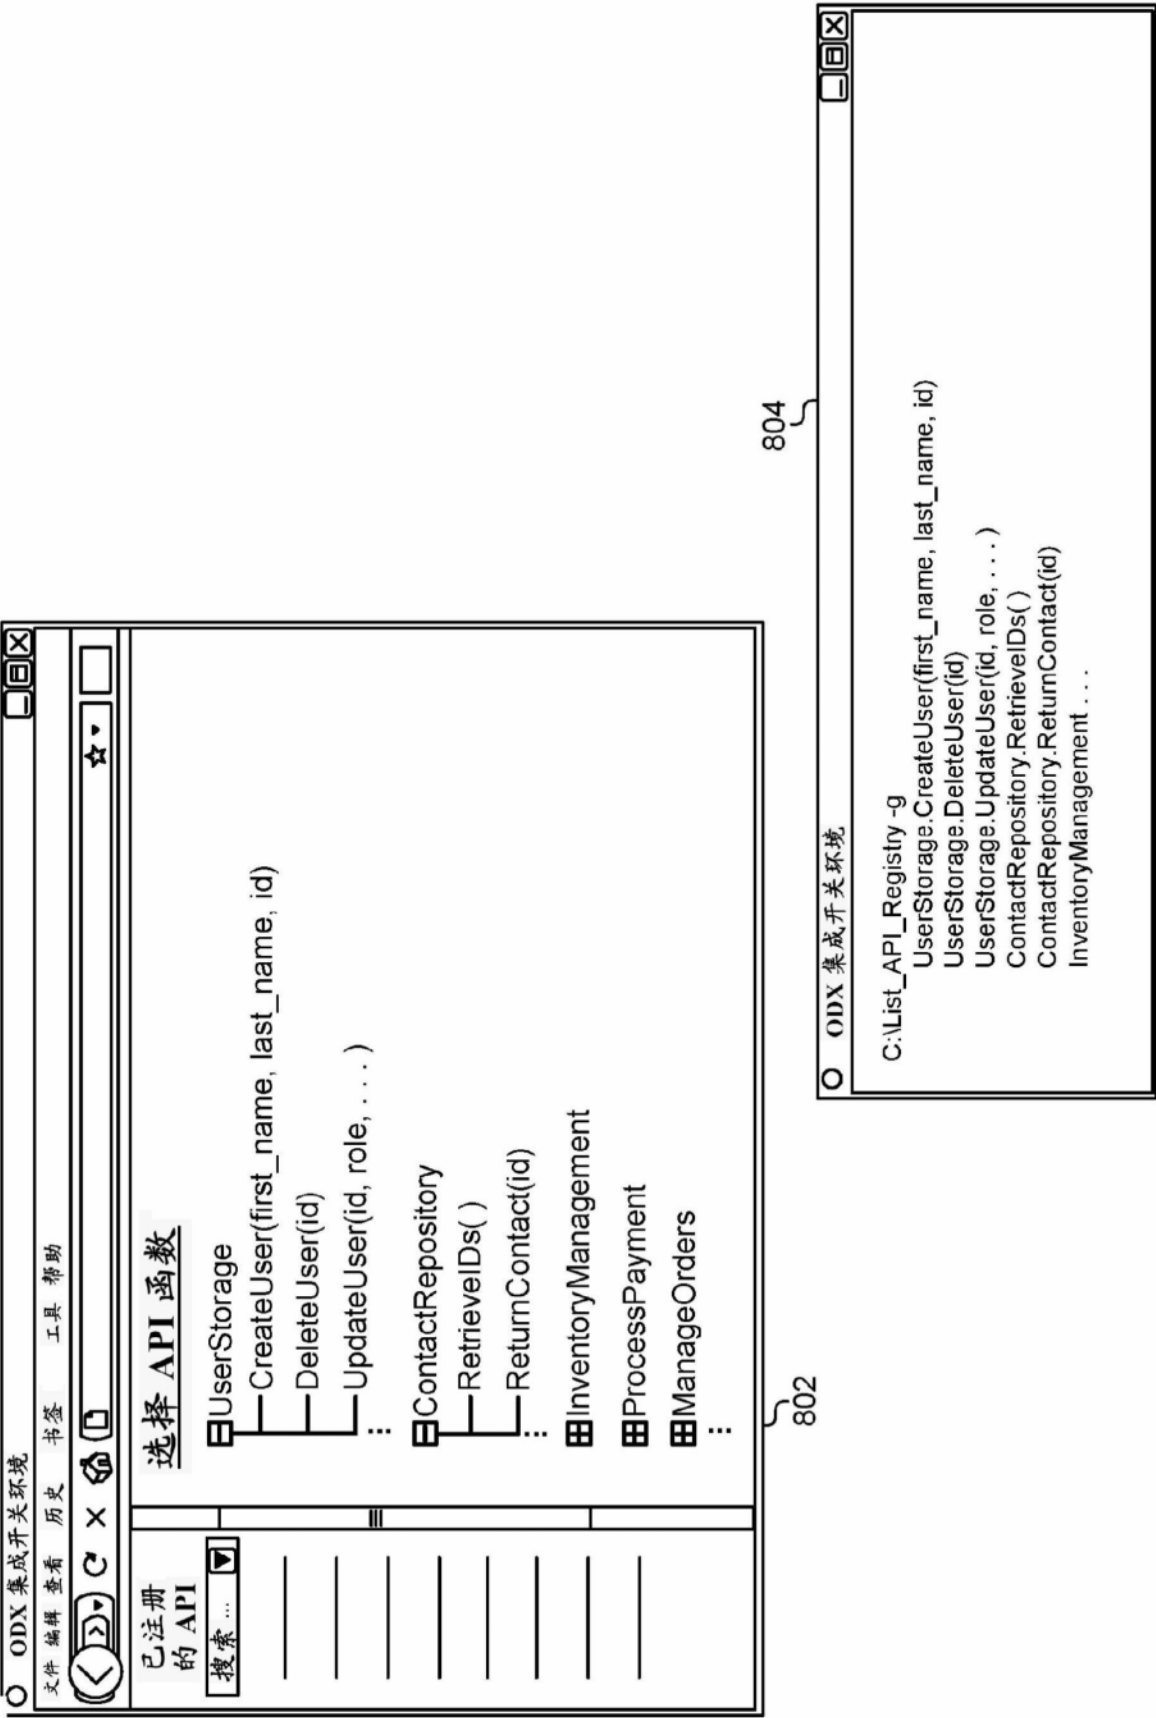 ODX 集成开关环境
文件 编辑 查看 历史 书签 工具 帮助
已注册
的 API
搜索 ...
选择 API 函数
UserStorage
CreateUser(first_name, last_name, id)
DeleteUser(id)
UpdateUser(id, role, . . . )
⋮
ContactRepository
RetrieveIDs( )
ReturnContact(id)
⋮
InventoryManagement
ProcessPayment
ManageOrders
⋮
802
804
ODX 集成开关环境
C:\List_API_Registry -g
UserStorage.CreateUser(first_name, last_name, id)
UserStorage.DeleteUser(id)
UserStorage.UpdateUser(id, role, . . . )
ContactRepository.RetrieveIDs( )
ContactRepository.ReturnContact(id)
InventoryManagement . . .